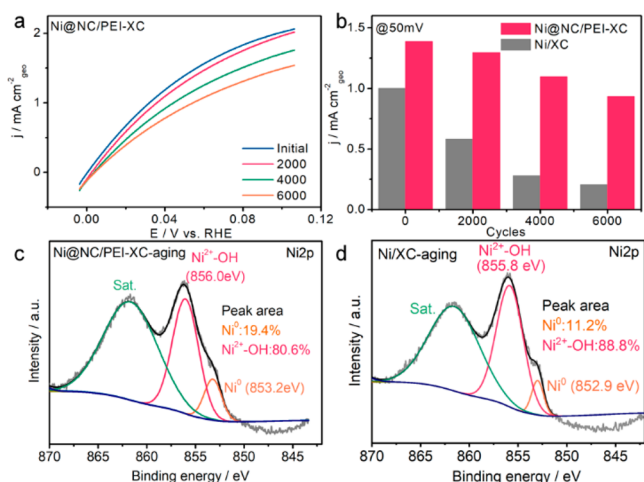 a
Ni@NC/PEI-XC
j / mA cm⁻²geo
2
1
0
Initial
2000
4000
6000
0.00
0.04
0.08
0.12
E / V vs. RHE
b
@50mV
Ni@NC/PEI-XC
Ni/XC
j / mA cm⁻²geo
1.5
1.0
0.5
0.0
0
2000
4000
6000
Cycles
c
Ni@NC/PEI-XC-aging
Ni2p
Ni²⁺-OH
(856.0eV)
Sat.
Peak area
Ni⁰:19.4%
Ni²⁺-OH:80.6%
Ni⁰ (853.2eV)
Intensity / a.u.
870
865
860
855
850
845
Binding energy / eV
d
Ni/XC-aging
Ni2p
Ni²⁺-OH
(855.8 eV)
Sat.
Peak area
Ni⁰:11.2%
Ni²⁺-OH:88.8%
Ni⁰ (852.9 eV)
Intensity / a.u.
870
865
860
855
850
845
Binding energy / eV